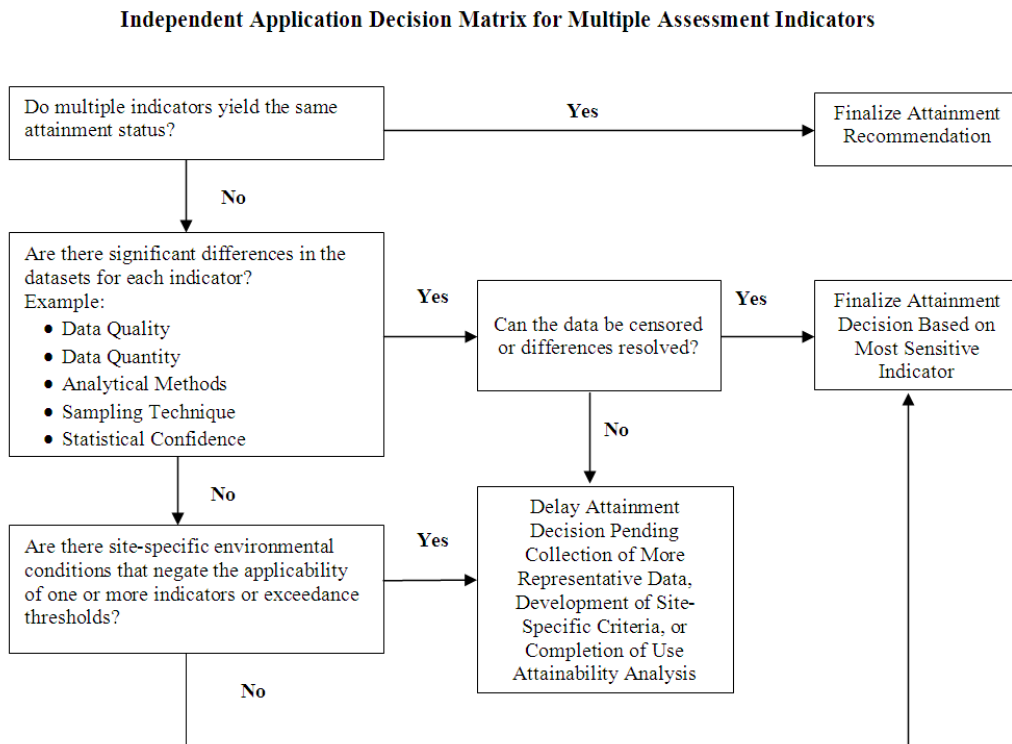 Independent Application Decision Matrix for Multiple Assessment Indicators
Do multiple indicators yield the same
attainment status?
Yes
Finalize Attainment
Recommendation
No
Are there significant differences in the
datasets for each indicator?
Example:
● Data Quality
● Data Quantity
● Analytical Methods
● Sampling Technique
● Statistical Confidence
Yes
Can the data be censored
or differences resolved?
Yes
Finalize Attainment
Decision Based on
Most Sensitive
Indicator
No
No
Are there site-specific environmental
conditions that negate the applicability
of one or more indicators or exceedance
thresholds?
Yes
Delay Attainment
Decision Pending
Collection of More
Representative Data,
Development of Site-
Specific Criteria, or
Completion of Use
Attainability Analysis
No